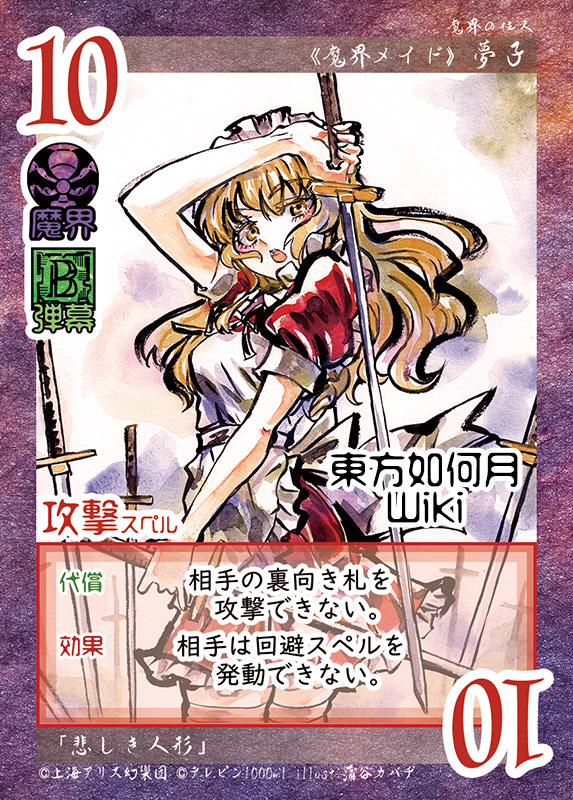 10
魔界の住人
《魔界メイド》 夢子
魔界
B
弾幕
東方如何月
Wiki
攻撃スペル
代償
相手の裏向き札を
攻撃できない。
効果
相手は回避スペルを
発動できない。
10
「悲しき人形」
©上海アリス幻樂団 ©テレピン1000ml illust:蒲谷カバヂ